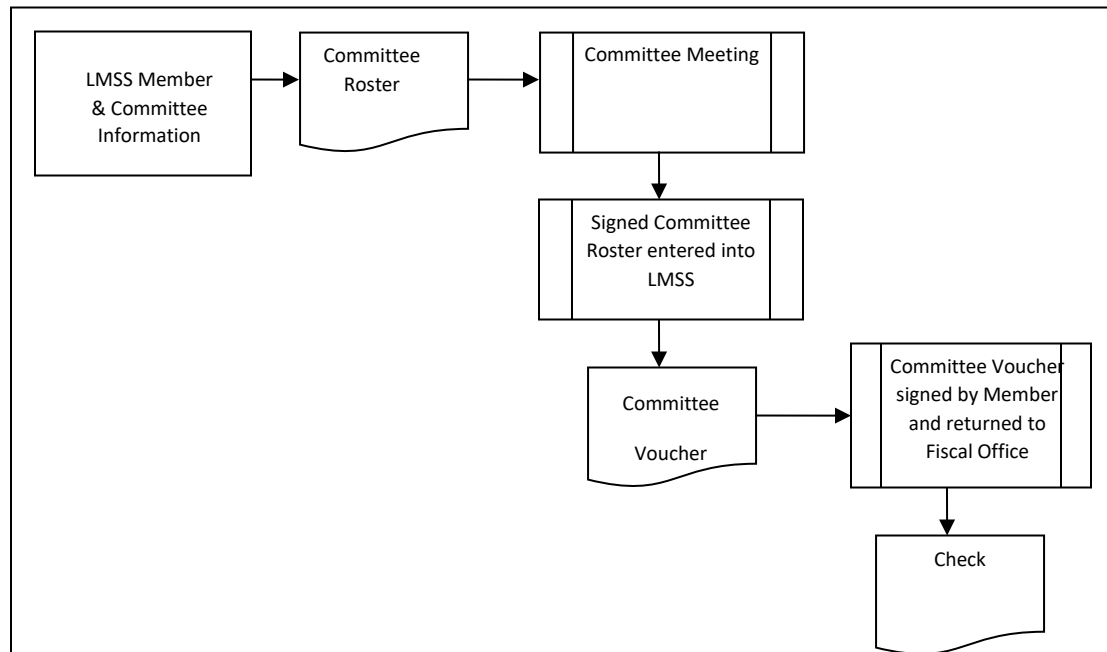 LMSS Member
& Committee
Information
Committee
Roster
Committee Meeting
Signed Committee
Roster entered into
LMSS
Committee
Voucher
Committee Voucher
signed by Member
and returned to
Fiscal Office
Check